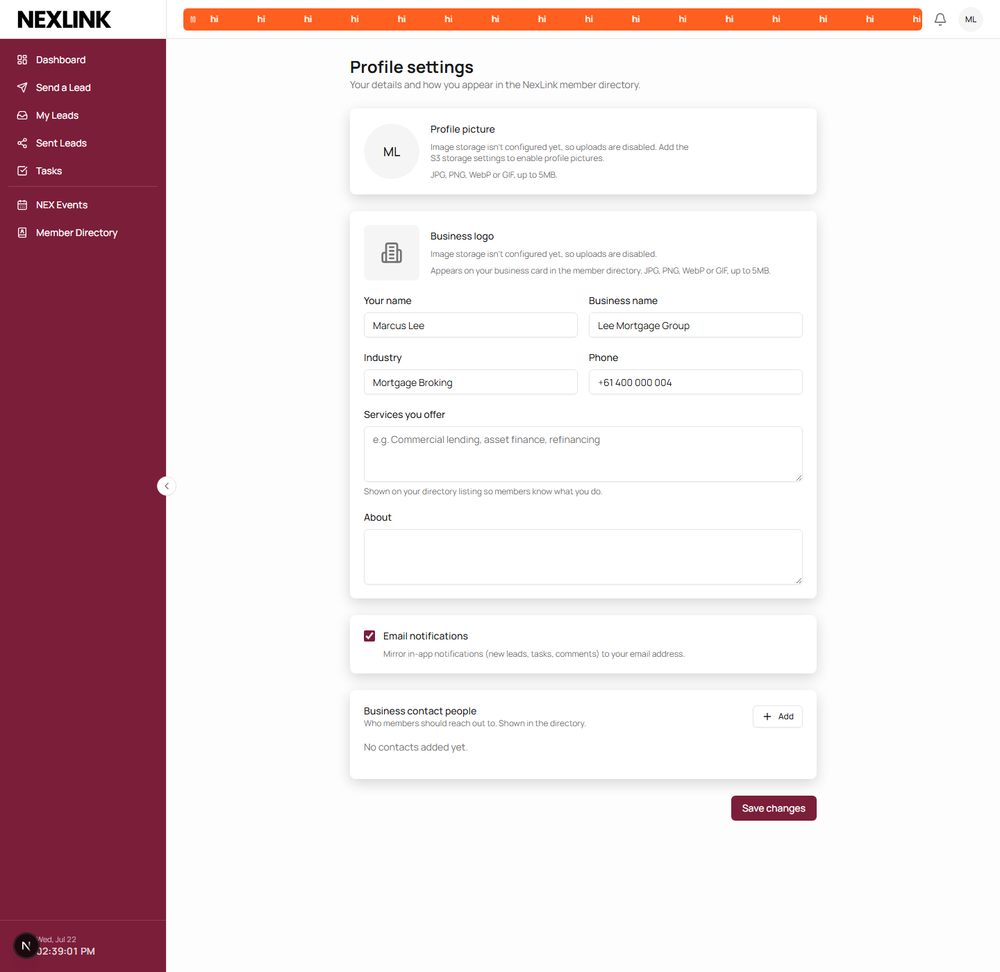 NEXLINK
hi hi hi hi hi hi hi hi hi hi hi hi hi hi hi hi
ML
Dashboard
Send a Lead
My Leads
Sent Leads
Tasks
NEX Events
Member Directory
Profile settings
Your details and how you appear in the NexLink member directory.
ML
Profile picture
Image storage isn't configured yet, so uploads are disabled. Add the
S3 storage settings to enable profile pictures.
JPG, PNG, WebP or GIF, up to 5MB.
Business logo
Image storage isn't configured yet, so uploads are disabled.
Appears on your business card in the member directory. JPG, PNG, WebP or GIF, up to 5MB.
Your name
Business name
Marcus Lee
Lee Mortgage Group
Industry
Phone
Mortgage Broking
+61 400 000 004
Services you offer
e.g. Commercial lending, asset finance, refinancing
Shown on your directory listing so members know what you do.
About
Email notifications
Mirror in-app notifications (new leads, tasks, comments) to your email address.
Business contact people
Who members should reach out to. Shown in the directory.
Add
No contacts added yet.
Save changes
Wed, Jul 22
02:39:01 PM
N